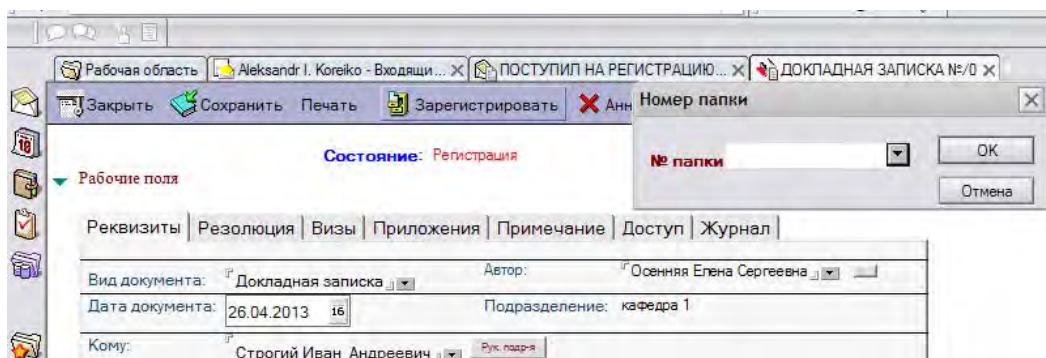 Рабочая область Aleksandr I. Koreiko - Входящи... ПОСТУПИЛ НА РЕГИСТРАЦИЮ... ДОКЛАДНАЯ ЗАПИСКА №/0
Закрыть Сохранить Печать Зарегистрировать Анн
Номер папки
№ папки
OK
Отмена
Состояние: Регистрация
Рабочие поля
Реквизиты Резолюция Визы Приложения Примечание Доступ Журнал
Вид документа: Докладная записка Автор: Осенняя Елена Сергеевна
Дата документа: 26.04.2013 16 Подразделение: кафедра 1
Кому: Строгий Иван Андреевич Рук. подр-я